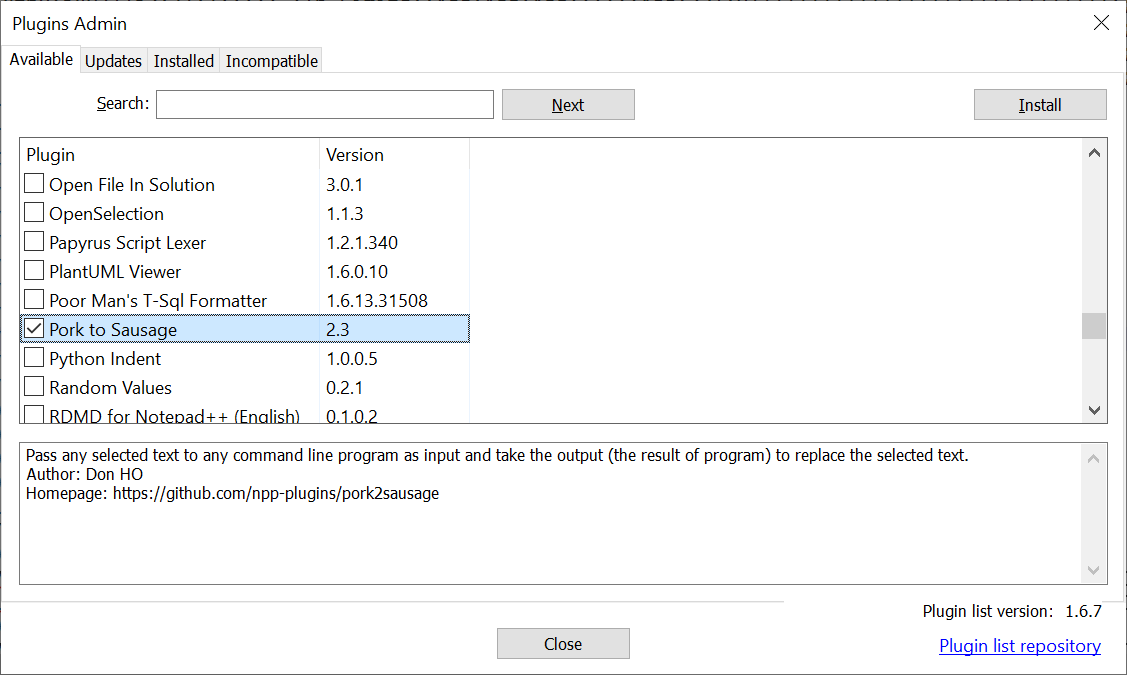 Plugins Admin
Available Updates Installed Incompatible
Search: Next Install
Plugin Version
Open File In Solution 3.0.1
OpenSelection 1.1.3
Papyrus Script Lexer 1.2.1.340
PlantUML Viewer 1.6.0.10
Poor Man's T-Sql Formatter 1.6.13.31508
Pork to Sausage 2.3
Python Indent 1.0.0.5
Random Values 0.2.1
RDMD for Notepad++ (English) 0.1.0.2
Pass any selected text to any command line program as input and take the output (the result of program) to replace the selected text.
Author: Don HO
Homepage: https://github.com/npp-plugins/pork2sausage
Plugin list version: 1.6.7
Close
Plugin list repository